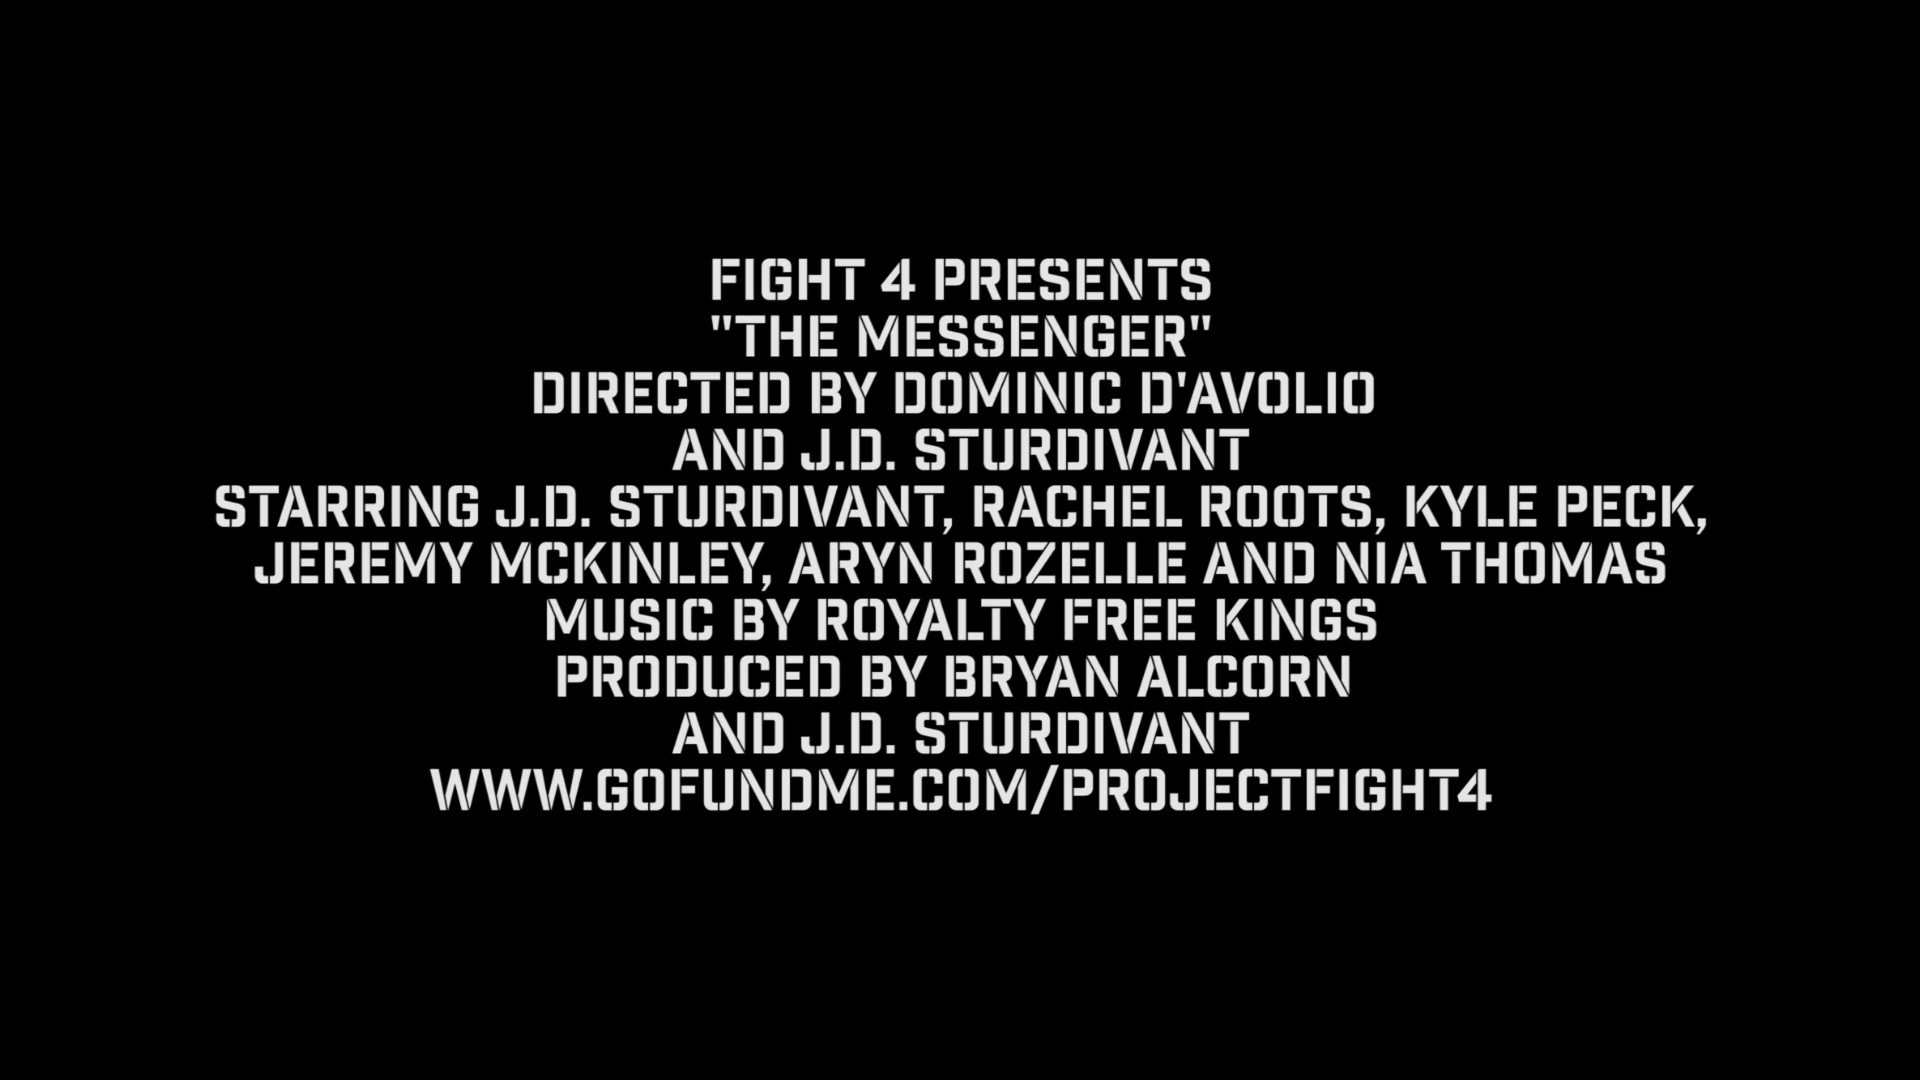 FIGHT 4 PRESENTS
"THE MESSENGER"
DIRECTED BY DOMINIC D'AVOLIO
AND J.D. STURDIVANT
STARRING J.D. STURDIVANT, RACHEL ROOTS, KYLE PECK,
JEREMY MCKINLEY, ARYN ROZELLE AND NIA THOMAS
MUSIC BY ROYALTY FREE KINGS
PRODUCED BY BRYAN ALCORN
AND J.D. STURDIVANT
WWW.GOFUNDME.COM/PROJECTFIGHT4